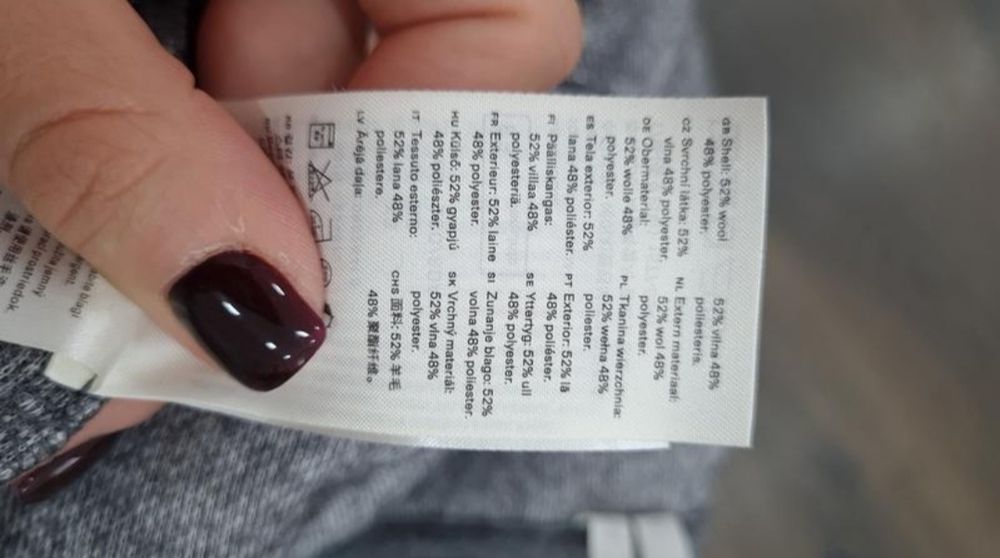 GB Shell: 52% wool
48% polyester.
CZ Svrchní látka: 52%
vlna 48% polyester.
DE Obermaterial:
52% wolle 48%
polyester.
ES Tela exterior: 52%
lana 48% poliéster.
FI Päälliskangas:
52% villaa 48%
polyesteriä.
FR Exterieur: 52% laine
48% polyester.
HU Külső: 52% gyapjú
48% poliészter.
IT Tessuto esterno:
52% lana 48%
poliestere.
LV Ārējā daļa:
52% vilna 48%
poliesteris.
NL Extern materiaal:
52% wol 48%
polyester.
PL Tkanina wierzchnia:
52% wełna 48%
poliester.
PT Exterior: 52% lã
48% poliéster.
SE Yttertyg: 52% ull
48% polyester.
SI Zunanje blago: 52%
volna 48% poliester.
SK Vrchný materiál:
52% vlna 48%
polyester.
CHS 面料: 52% 羊毛
48% 聚酯纤维。